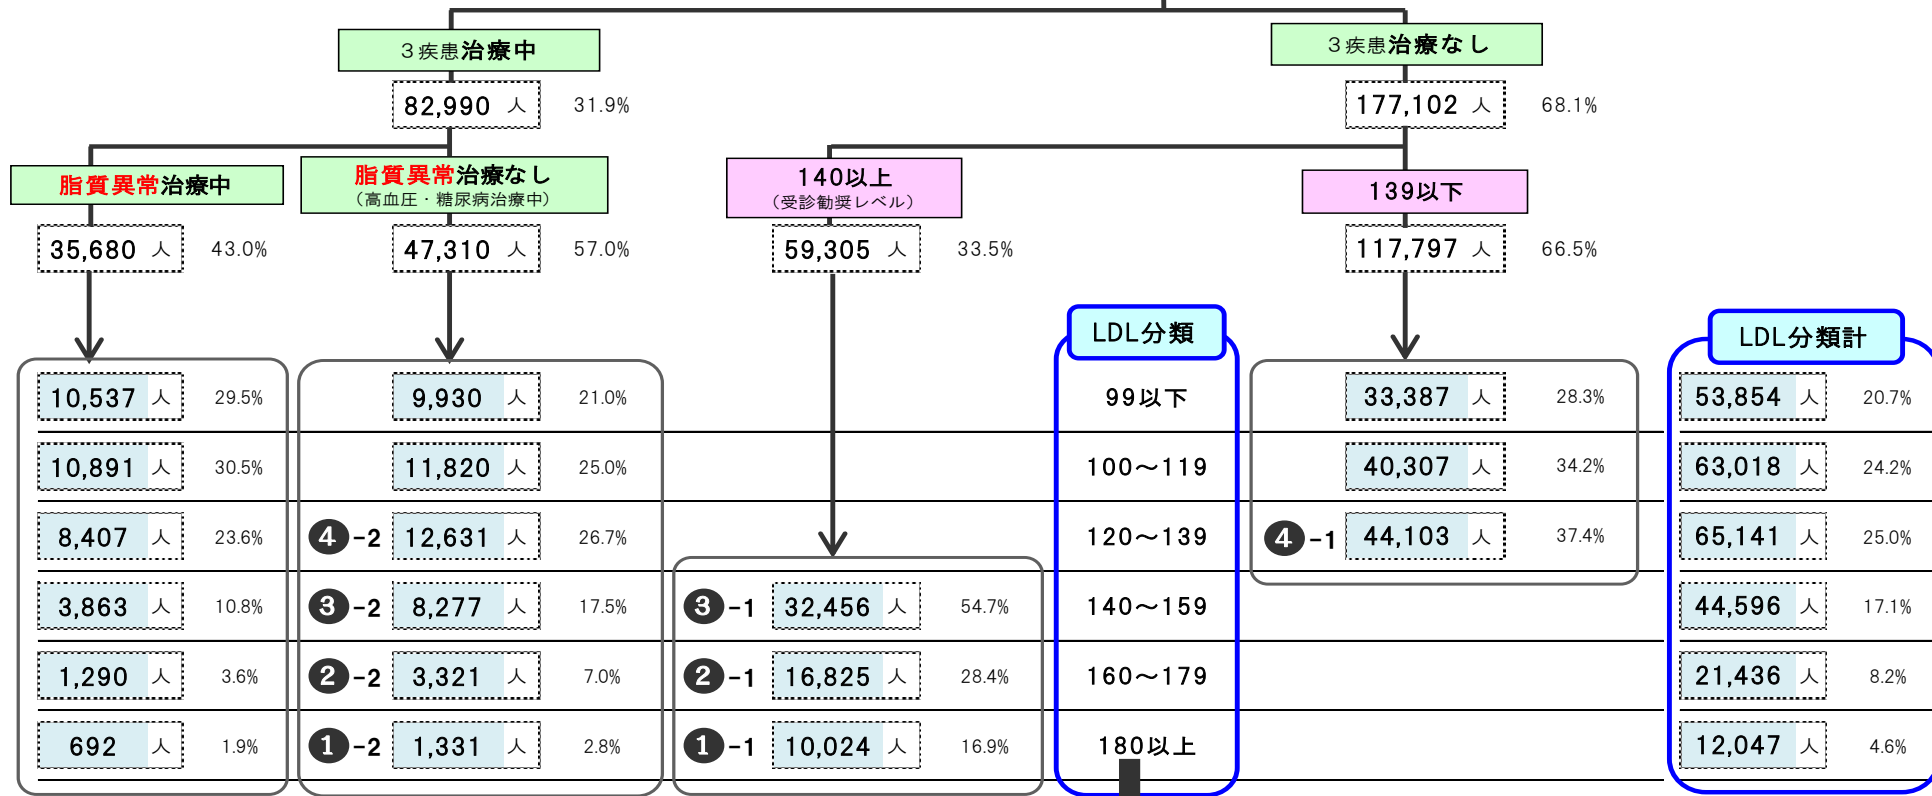 ３疾患治療中
３疾患治療なし
82,990 人 31.9%
177,102 人 68.1%
脂質異常治療中
脂質異常治療なし
（高血圧・糖尿病治療中）
140以上
（受診勧奨レベル）
139以下
35,680 人 43.0%
47,310 人 57.0%
59,305 人 33.5%
117,797 人 66.5%
LDL分類
LDL分類計
10,537 人 29.5% 9,930 人 21.0% 99以下 33,387 人 28.3% 53,854 人 20.7%
10,891 人 30.5% 11,820 人 25.0% 100～119 40,307 人 34.2% 63,018 人 24.2%
8,407 人 23.6% ❹-2 12,631 人 26.7% 120～139 ❹-1 44,103 人 37.4% 65,141 人 25.0%
3,863 人 10.8% ❸-2 8,277 人 17.5% ❸-1 32,456 人 54.7% 140～159 44,596 人 17.1%
1,290 人 3.6% ❷-2 3,321 人 7.0% ❷-1 16,825 人 28.4% 160～179 21,436 人 8.2%
692 人 1.9% ❶-2 1,331 人 2.8% ❶-1 10,024 人 16.9% 180以上 12,047 人 4.6%